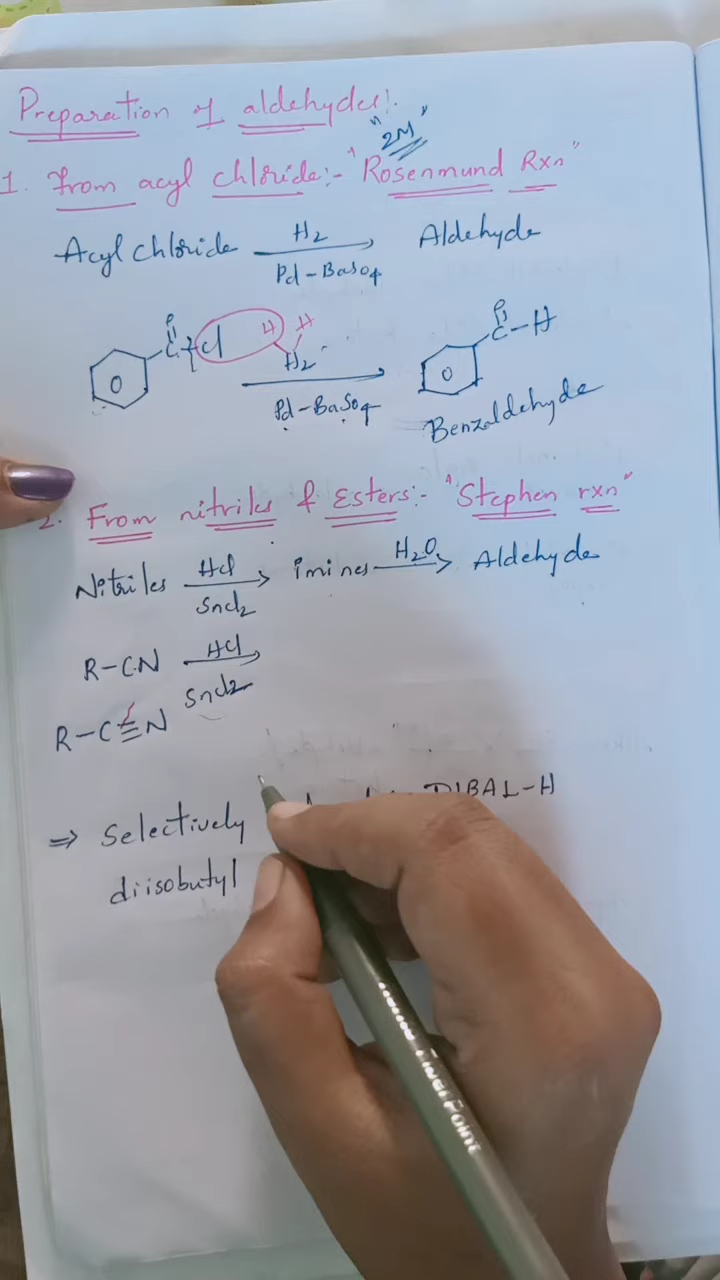 Preparation of aldehydes:-
"2M"
1. From acyl chloride:- "Rosenmund Rxn"
Acyl chloride H2 Pd-BaSO4 Aldehyde
O C Cl H H H2 Pd-BaSO4 O C-H
Benzaldehyde
2. From nitriles & Esters:- "Stephen rxn"
Nitriles HCl SnCl2 → imines H2O → Aldehyde
R-CN HCl SnCl2 →
R-C≡N
⇒ Selectively DIBAL-H
diisobutyl
FlexPoint